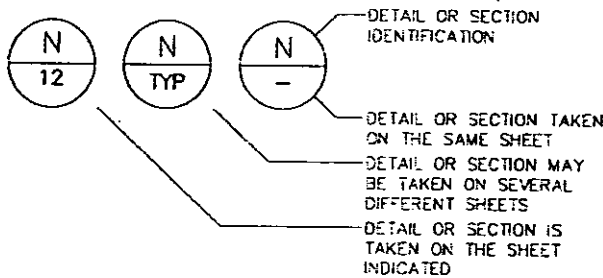 DETAIL OR SECTION
IDENTIFICATION
N
12
N
TYP
N
-
DETAIL OR SECTION TAKEN
ON THE SAME SHEET
DETAIL OR SECTION MAY
BE TAKEN ON SEVERAL
DIFFERENT SHEETS
DETAIL OR SECTION IS
TAKEN ON THE SHEET
INDICATED